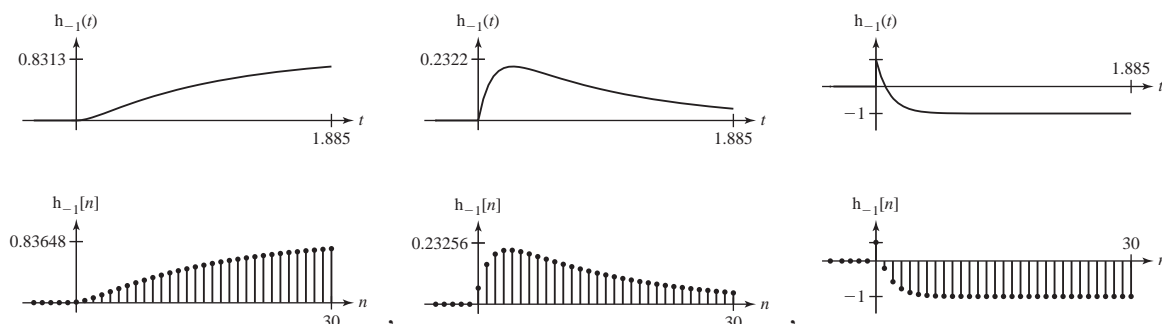 h₋₁(t)
0.8313
t
1.885
h₋₁(t)
0.2322
t
1.885
h₋₁(t)
1.885
t
−1
h₋₁[n]
0.83648
n
30
h₋₁[n]
0.23256
n
30
h₋₁[n]
30
n
−1